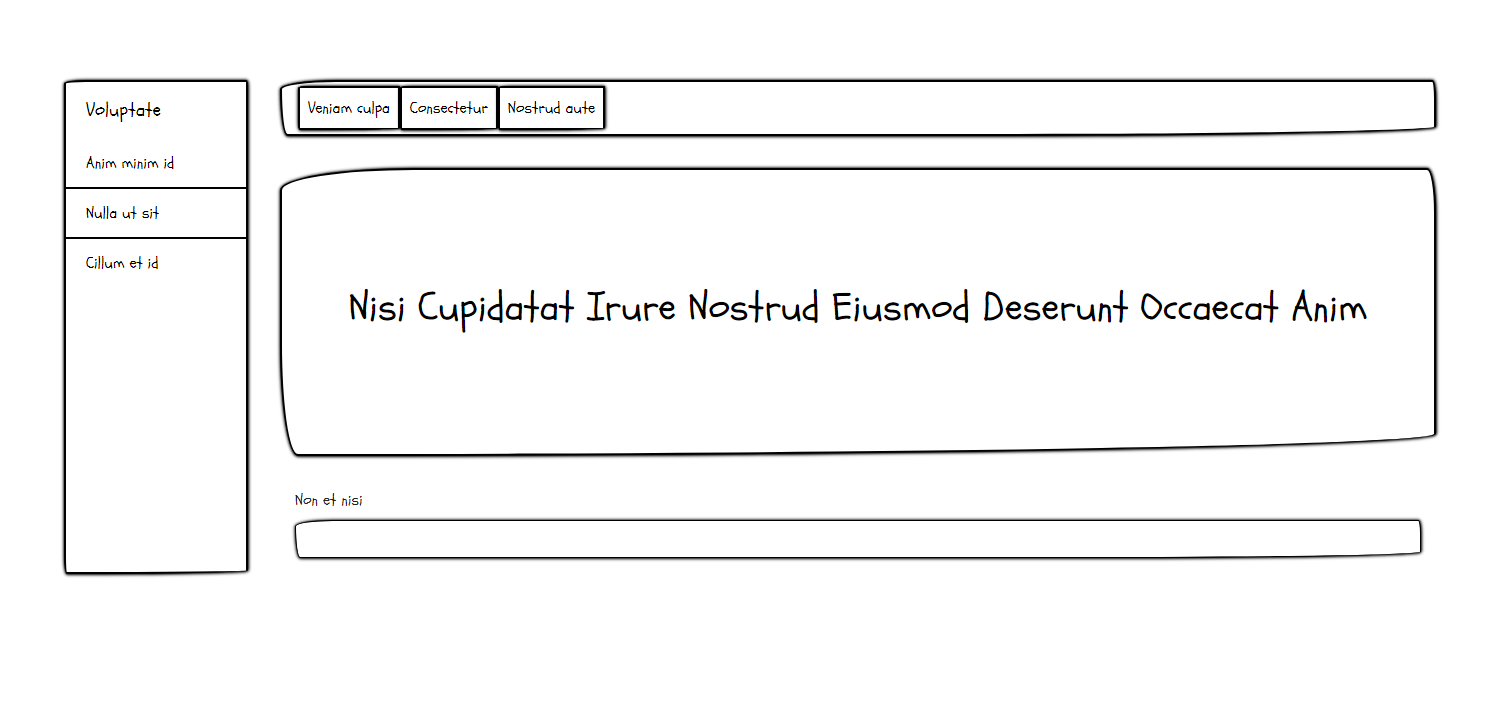 Voluptate
Anim minim id
Nulla ut sit
Cillum et id
Veniam culpa
Consectetur
Nostrud aute
Nisi Cupidatat Irure Nostrud Eiusmod Deserunt Occaecat Anim
Non et nisi